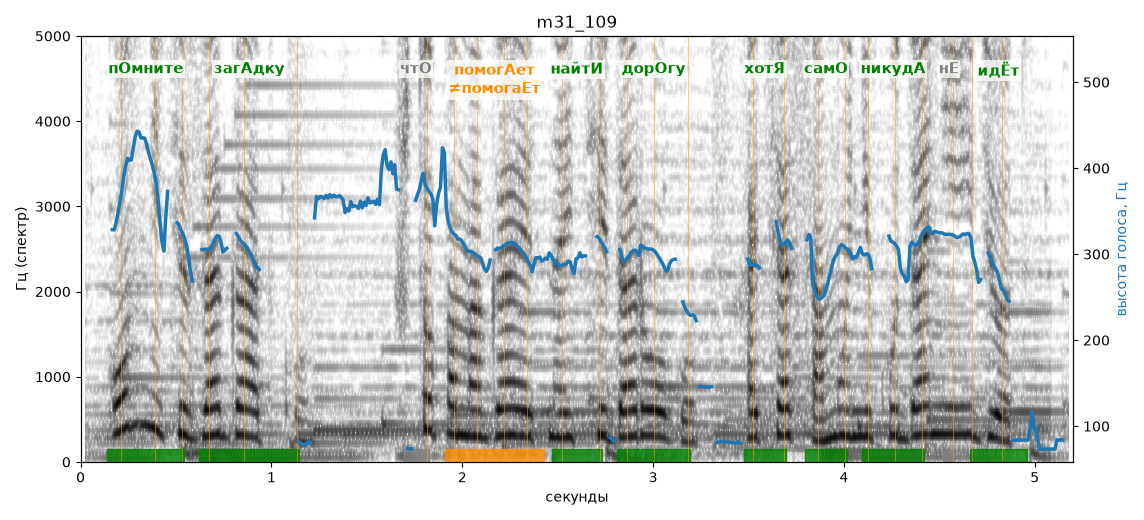 m31_109
5000
4000
3000
2000
1000
0
Гц (спектр)
пОмните загАдку чтО помогАет найтИ дорОгу хотЯ самО никудА нЕ идЁт
≠помогаЕт
500
400
300
200
100
высота голоса, Гц
0 1 2 3 4 5
секунды